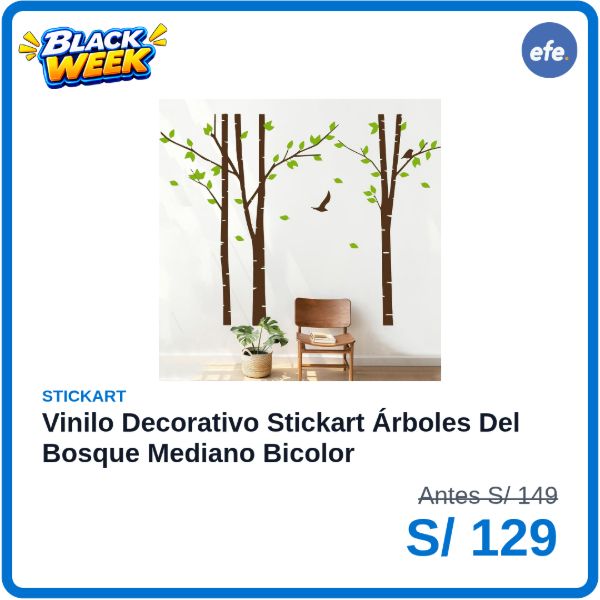 BLACK
WEEK
efe.
STICKART
Vinilo Decorativo Stickart Árboles Del
Bosque Mediano Bicolor
Antes S/ 149
S/ 129